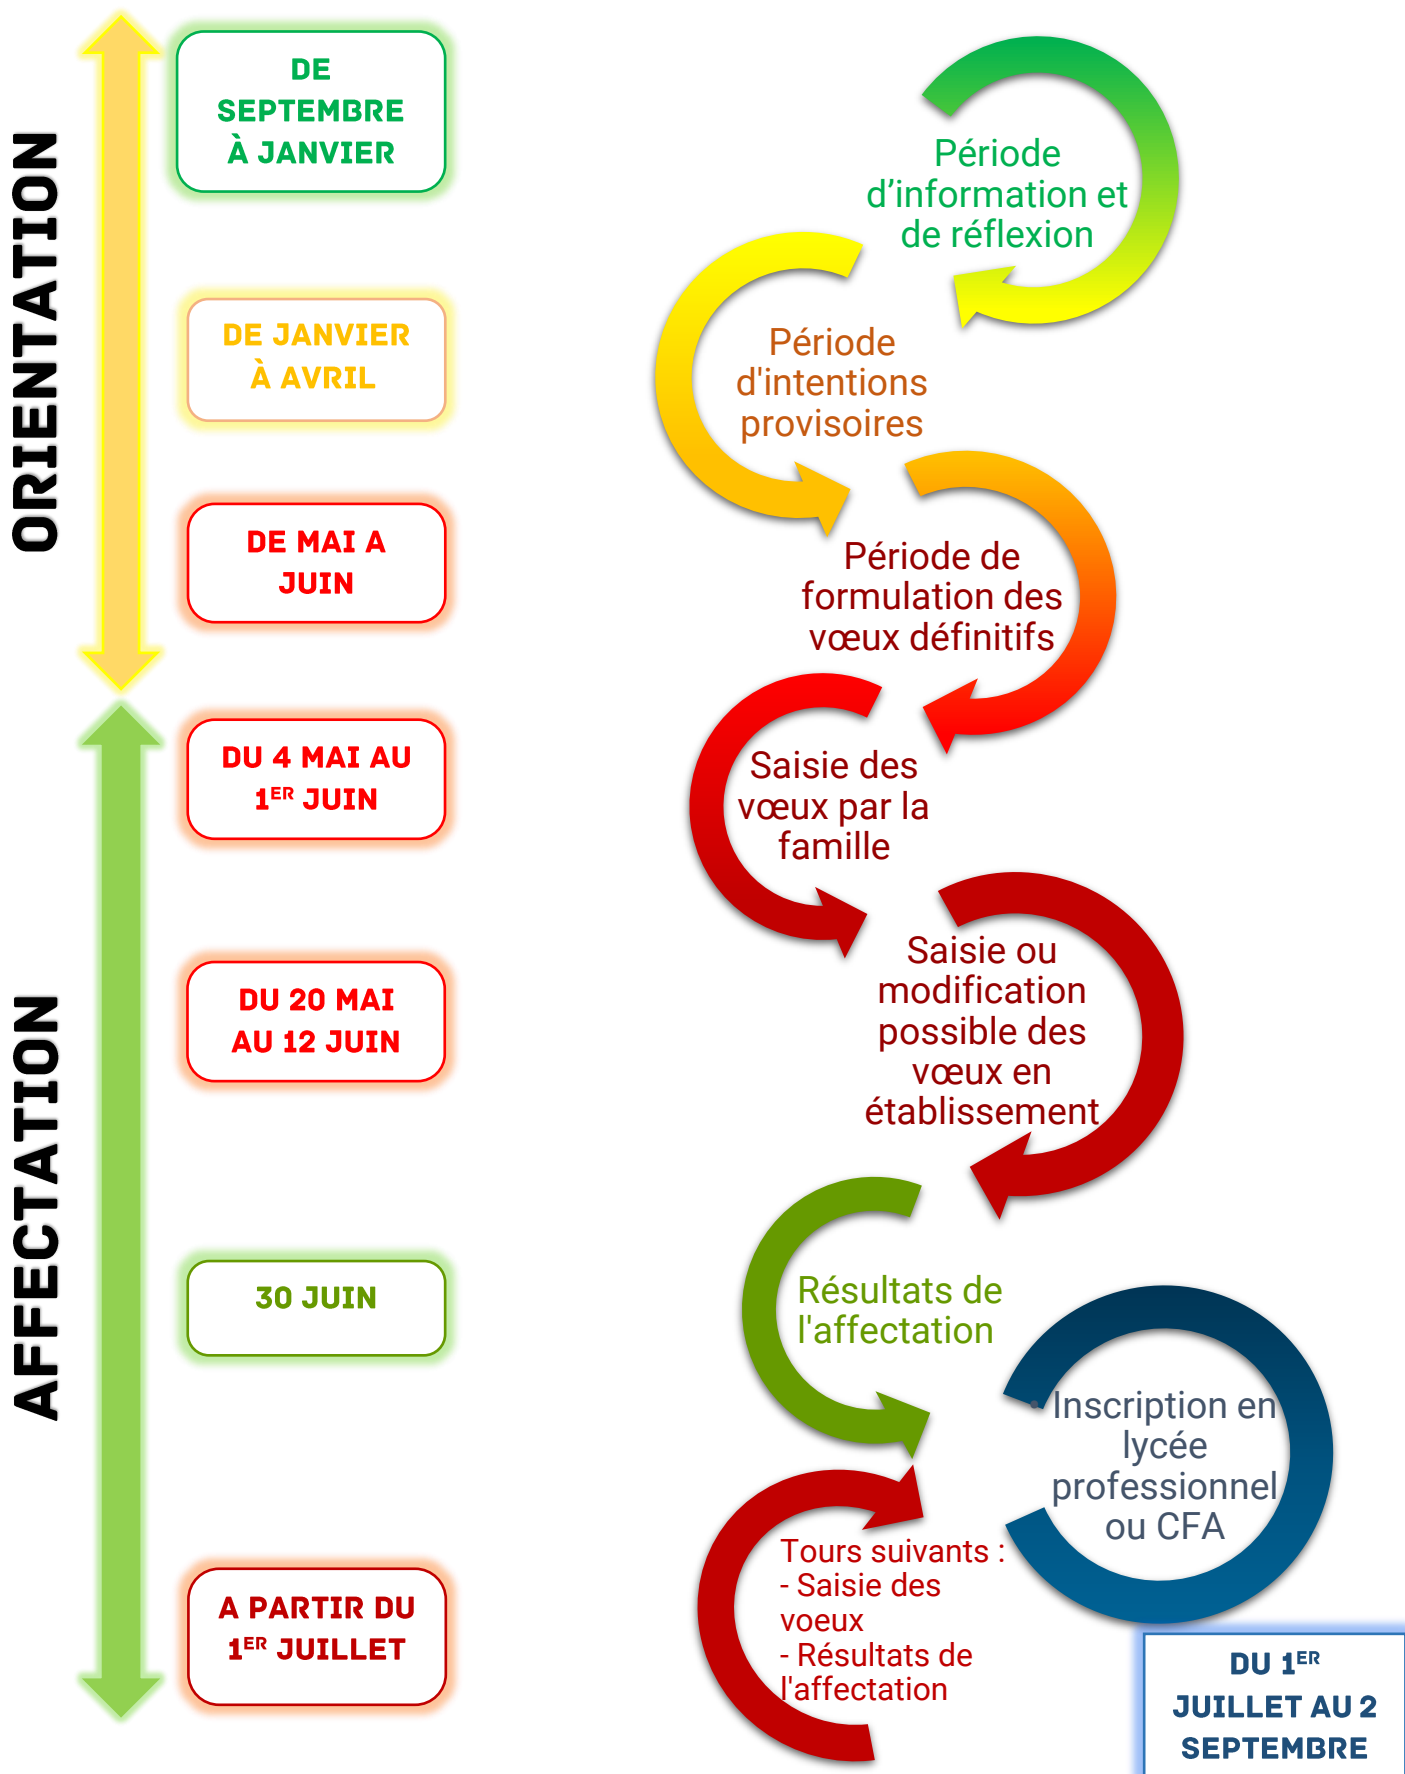 ORIENTATION
DE
SEPTEMBRE
À JANVIER
Période
d’information et
de réflexion
DE JANVIER
À AVRIL
Période
d'intentions
provisoires
DE MAI A
JUIN
Période de
formulation des
vœux définitifs
AFFECTATION
DU 4 MAI AU
1ER JUIN
Saisie des
vœux par la
famille
DU 20 MAI
AU 12 JUIN
Saisie ou
modification
possible des
vœux en
établissement
30 JUIN
Résultats de
l'affectation
• Inscription en
lycée
professionnel
ou CFA
A PARTIR DU
1ER JUILLET
Tours suivants :
- Saisie des
voeux
- Résultats de
l'affectation
DU 1ER
JUILLET AU 2
SEPTEMBRE